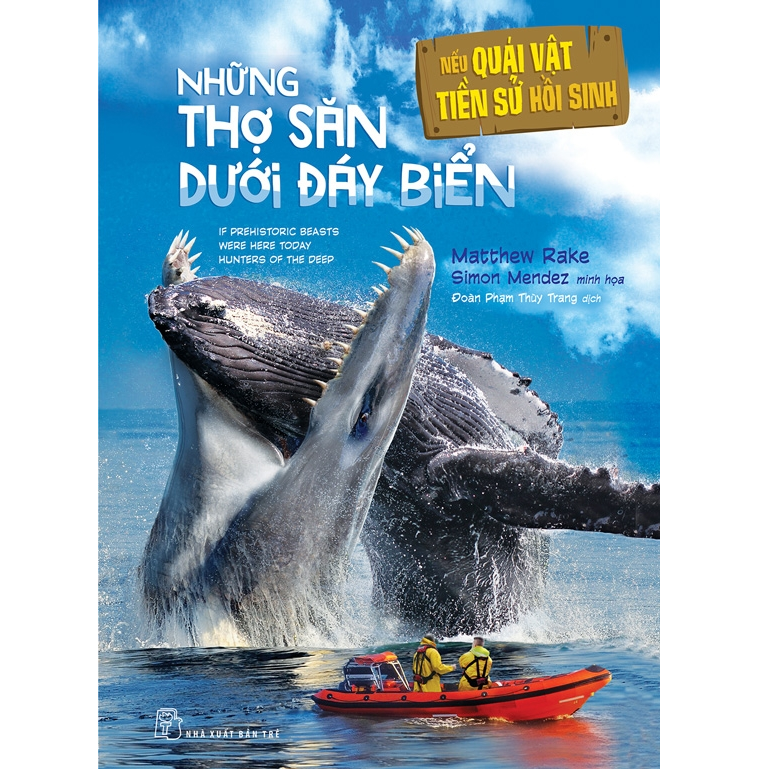 NẾU QUÁI VẬT
TIỀN SỬ HỒI SINH
NHỮNG
THỢ SĂN
DƯỚI ĐÁY BIỂN
IF PREHISTORIC BEASTS
WERE HERE TODAY
HUNTERS OF THE DEEP
Matthew Rake
Simon Mendez minh họa
Đoàn Phạm Thùy Trang dịch
NHÀ XUẤT BẢN TRẺ